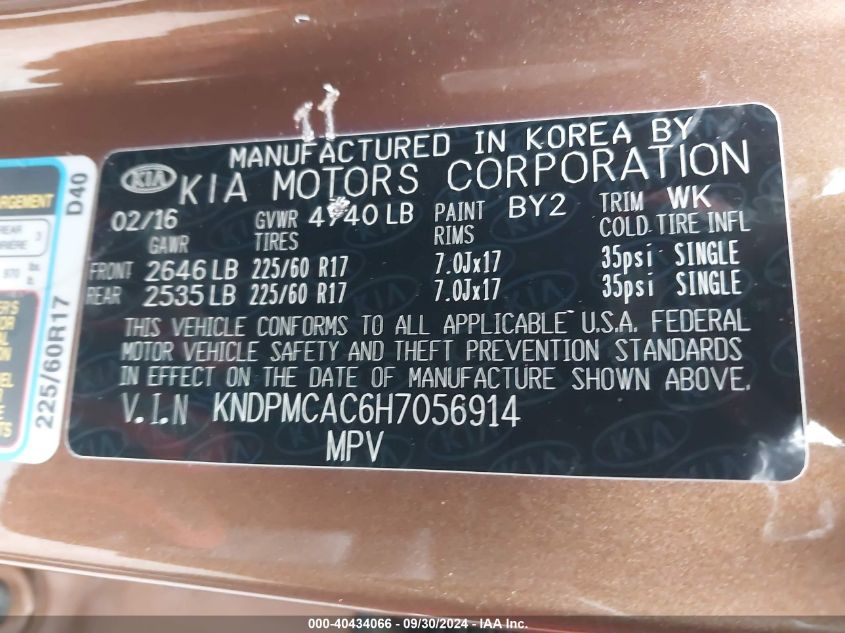 MANUFACTURED IN KOREA BY
KIA KIA MOTORS CORPORATION
02/16 GVWR LB PAINT BY2 TRIM WK
GAWR TIRES RIMS COLD TIRE INFL
FRONT 2646 LB 225/60 R17 7.0Jx17 35psi SINGLE
REAR 2535 LB 225/60 R17 7.0Jx17 35psi SINGLE
THIS VEHICLE CONFORMS TO ALL APPLICABLE U.S.A. FEDERAL
MOTOR VEHICLE SAFETY AND THEFT PREVENTION STANDARDS
IN EFFECT ON THE DATE OF MANUFACTURE SHOWN ABOVE.
V.I.N KNDPMCAC6H7056914
MPV
D40
225/60R17
000-40434066 - 09/30/2024 - IAA Inc.